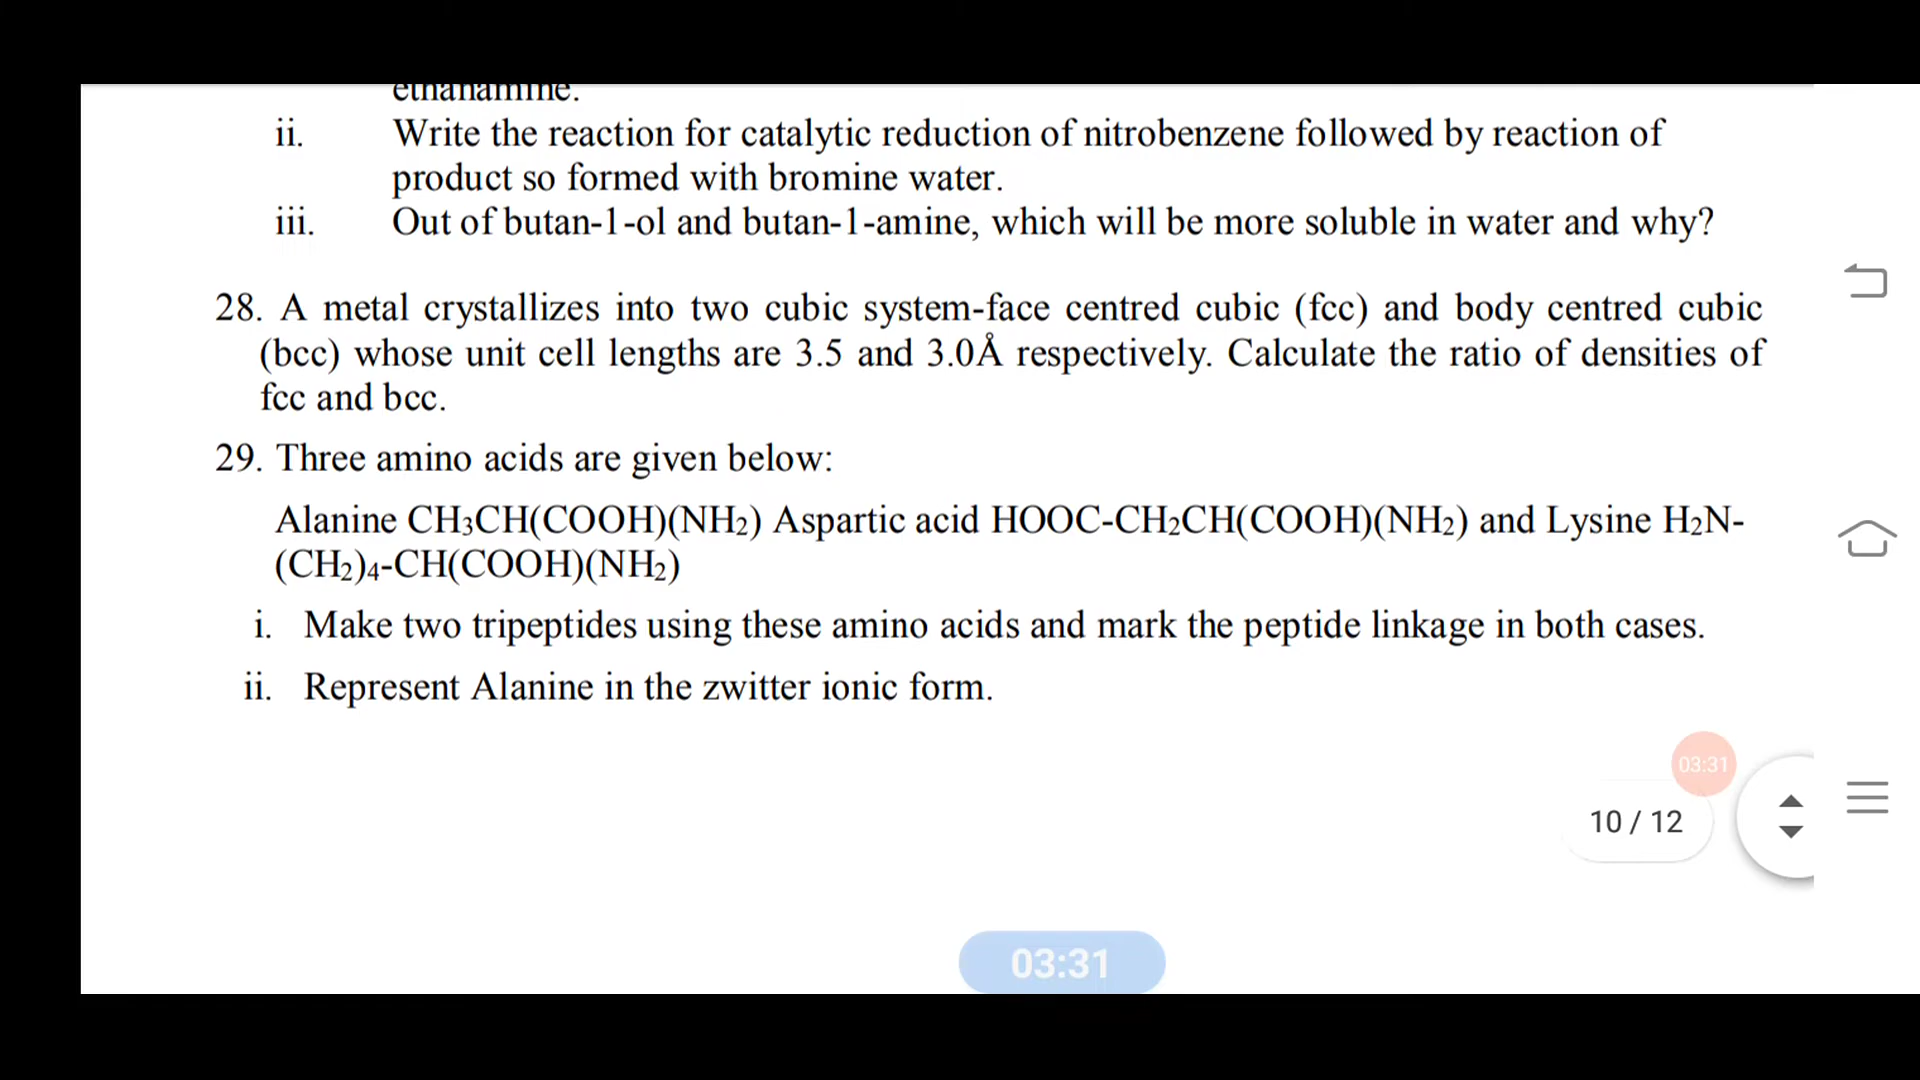 ethanamine.
ii. Write the reaction for catalytic reduction of nitrobenzene followed by reaction of
product so formed with bromine water.
iii. Out of butan-1-ol and butan-1-amine, which will be more soluble in water and why?
28. A metal crystallizes into two cubic system-face centred cubic (fcc) and body centred cubic
(bcc) whose unit cell lengths are 3.5 and 3.0Å respectively. Calculate the ratio of densities of
fcc and bcc.
29. Three amino acids are given below:
Alanine CH₃CH(COOH)(NH₂) Aspartic acid HOOC-CH₂CH(COOH)(NH₂) and Lysine H₂N-
(CH₂)₄-CH(COOH)(NH₂)
i. Make two tripeptides using these amino acids and mark the peptide linkage in both cases.
ii. Represent Alanine in the zwitter ionic form.
03:31
10 / 12
03:31